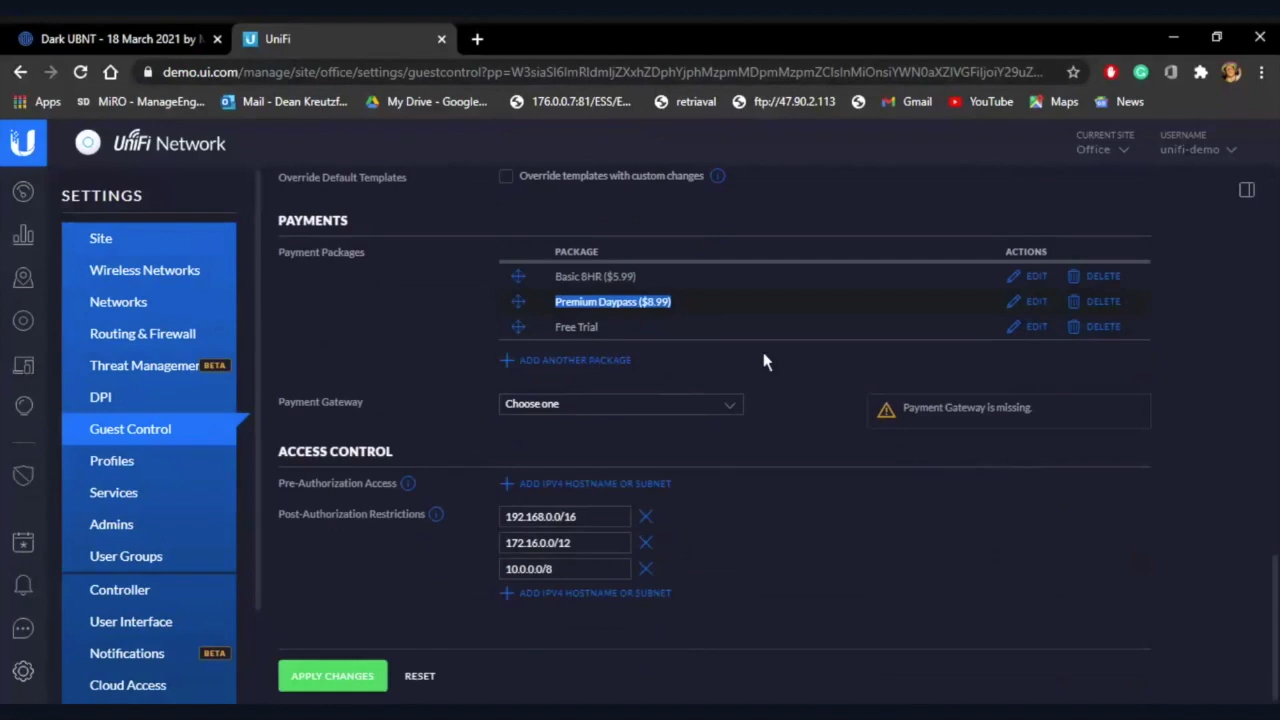 Dark UBNT - 18 March 2021 by
UniFi
demo.ui.com/manage/site/office/settings/guestcontrol?pp=
Apps
MiRO - ManageEng...
Mail - Dean Kreutzf...
My Drive - Google...
176.0.0.7:81/ESS/E...
retrieval
ftp://47.90.2.113
Gmail
YouTube
Maps
News
UniFi Network
CURRENT SITE
Office
USERNAME
unifi-demo
SETTINGS
Site
Wireless Networks
Networks
Routing & Firewall
Threat Managemen BETA
DPI
Guest Control
Profiles
Services
Admins
User Groups
Controller
User Interface
Notifications BETA
Cloud Access
Override Default Templates
Override templates with custom changes
PAYMENTS
Payment Packages
PACKAGE ACTIONS
Basic 8HR ($5.99) EDIT DELETE
Premium Daypass ($8.99) EDIT DELETE
Free Trial EDIT DELETE
ADD ANOTHER PACKAGE
Payment Gateway
Choose one
Payment Gateway is missing.
ACCESS CONTROL
Pre-Authorization Access
ADD IPV4 HOSTNAME OR SUBNET
Post-Authorization Restrictions
192.168.0.0/16
172.16.0.0/12
10.0.0.0/8
ADD IPV4 HOSTNAME OR SUBNET
APPLY CHANGES
RESET